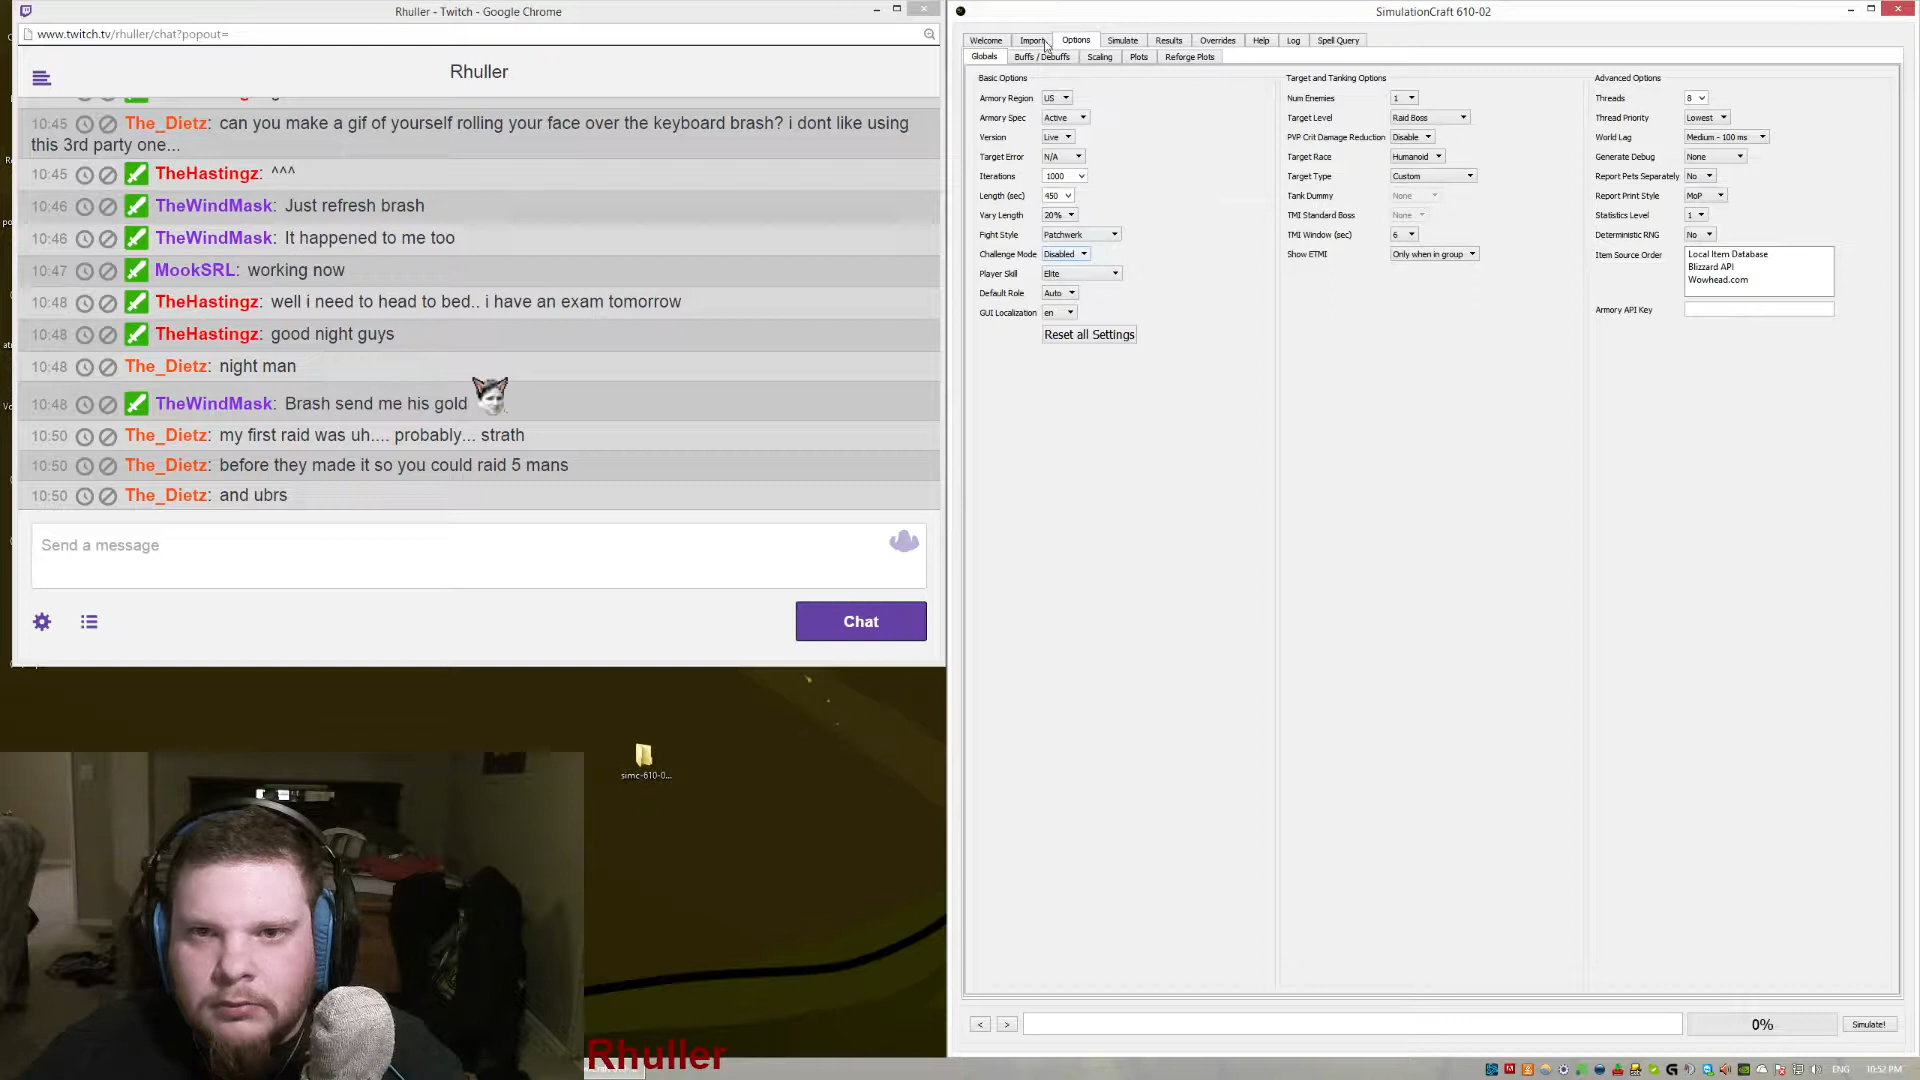 Rhuller - Twitch - Google Chrome
www.twitch.tv/rhuller/chat?popout=
Rhuller
10:45 The_Dietz: can you make a gif of yourself rolling your face over the keyboard brash? i dont like using
this 3rd party one...
10:45 TheHastingz: ^^^
10:46 TheWindMask: Just refresh brash
10:46 TheWindMask: It happened to me too
10:47 MookSRL: working now
10:48 TheHastingz: well i need to head to bed.. i have an exam tomorrow
10:48 TheHastingz: good night guys
10:48 The_Dietz: night man
10:48 TheWindMask: Brash send me his gold
10:50 The_Dietz: my first raid was uh.... probably... strath
10:50 The_Dietz: before they made it so you could raid 5 mans
10:50 The_Dietz: and ubrs
Send a message
Chat
simc-610-0...
Rhuller
SimulationCraft 610-02
Welcome Import Options Simulate Results Overrides Help Log Spell Query
Globals Buffs / Debuffs Scaling Plots Reforge Plots
Basic Options
Armory Region US
Armory Spec Active
Version Live
Target Error N/A
Iterations 1000
Length (sec) 450
Vary Length 20%
Fight Style Patchwerk
Challenge Mode Disabled
Player Skill Elite
Default Role Auto
GUI Localization en
Reset all Settings
Target and Tanking Options
Num Enemies 1
Target Level Raid Boss
PVP Crit Damage Reduction Disable
Target Race Humanoid
Target Type Custom
Tank Dummy None
TMI Standard Boss None
TMI Window (sec) 6
Show ETMI Only when in group
Advanced Options
Threads 8
Thread Priority Lowest
World Lag Medium - 100 ms
Generate Debug None
Report Pets Separately No
Report Print Style MoP
Statistics Level 1
Deterministic RNG No
Item Source Order Local Item Database
Blizzard API
Wowhead.com
Armory API Key
< > 0% Simulate!
ENG 10:52 PM